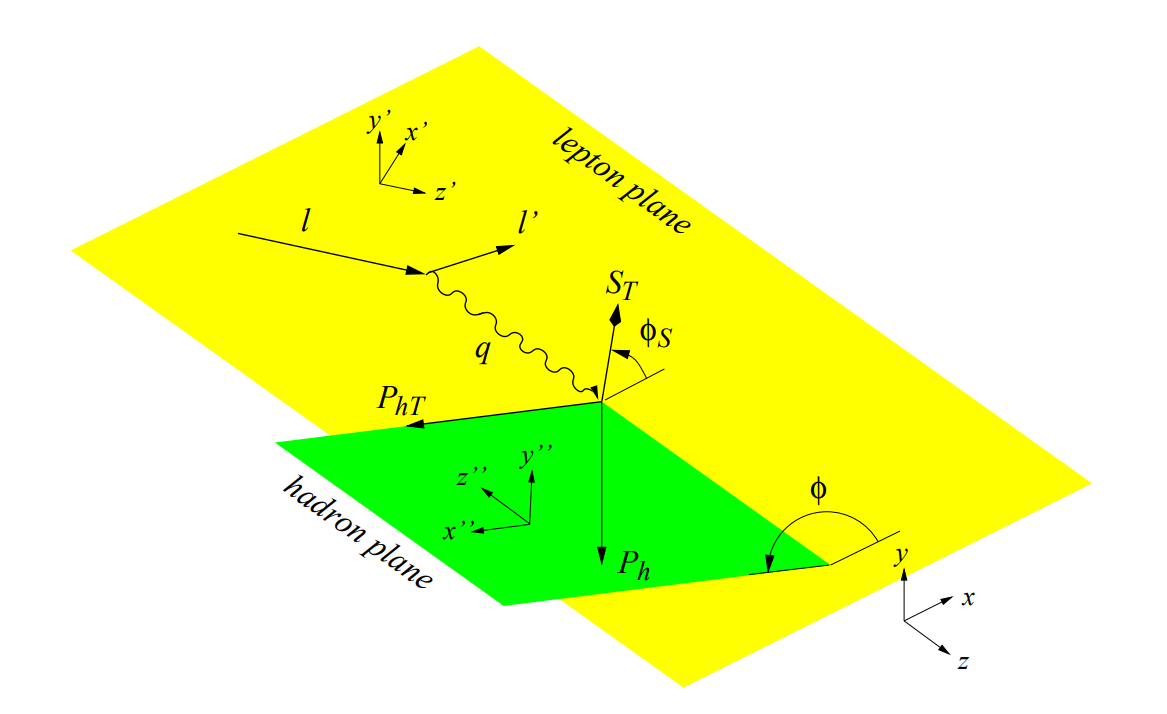 lepton plane
y’
x’
z’
l
l’
S_T
ϕ_S
q
P_hT
y’’
z’’
x’’
hadron plane
P_h
ϕ
y
x
z